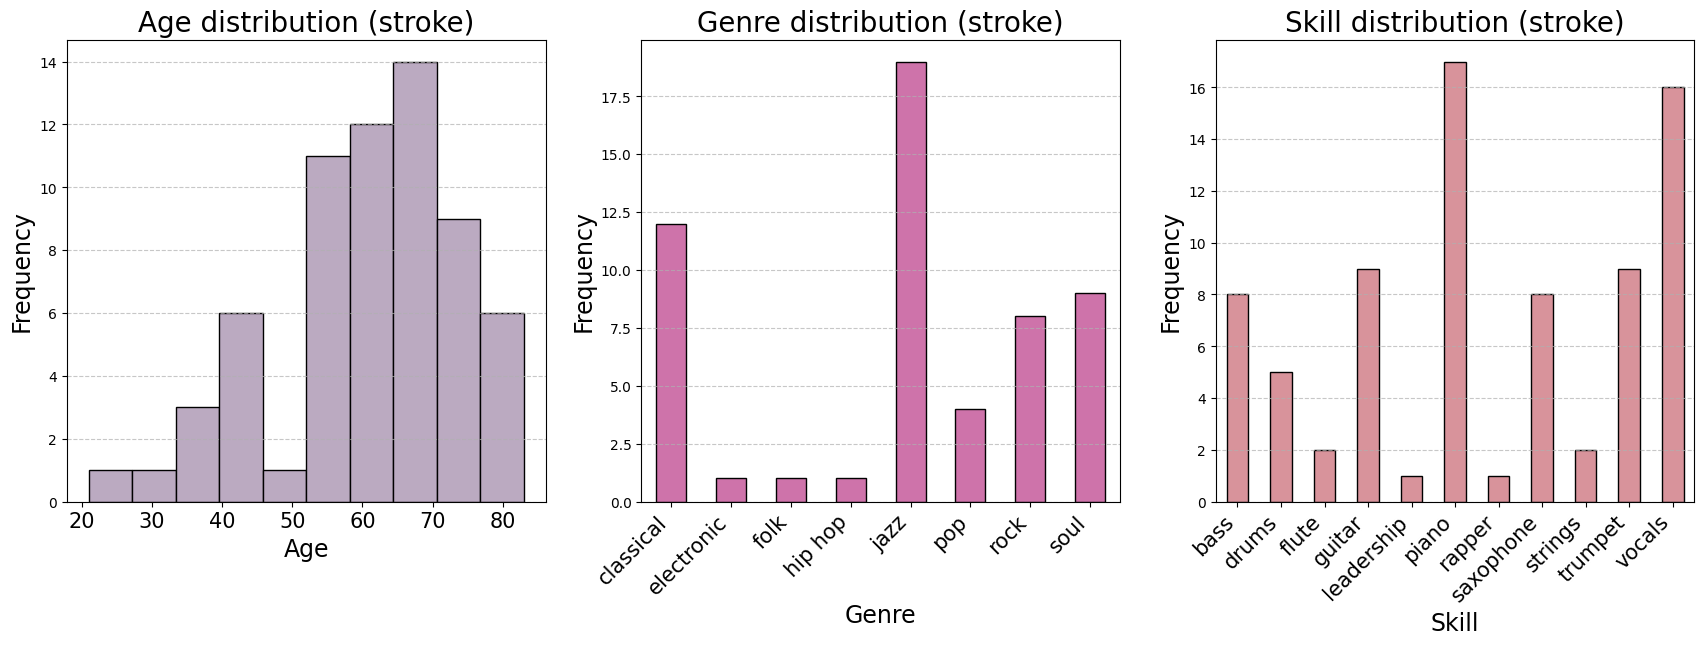 Age distribution (stroke)
Frequency
14
12
10
8
6
4
2
0
20 30 40 50 60 70 80
Age
Genre distribution (stroke)
Frequency
17.5
15.0
12.5
10.0
7.5
5.0
2.5
0.0
classical
electronic
folk
hip hop
jazz
pop
rock
soul
Genre
Skill distribution (stroke)
Frequency
16
14
12
10
8
6
4
2
0
bass
drums
flute
guitar
leadership
piano
rapper
saxophone
strings
trumpet
vocals
Skill